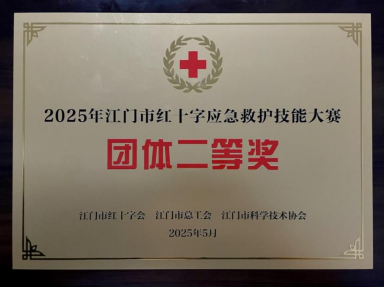 2025年江门市红十字应急救护技能大赛
团体二等奖
江门市红十字会 江门市总工会 江门市科学技术协会
2025年5月